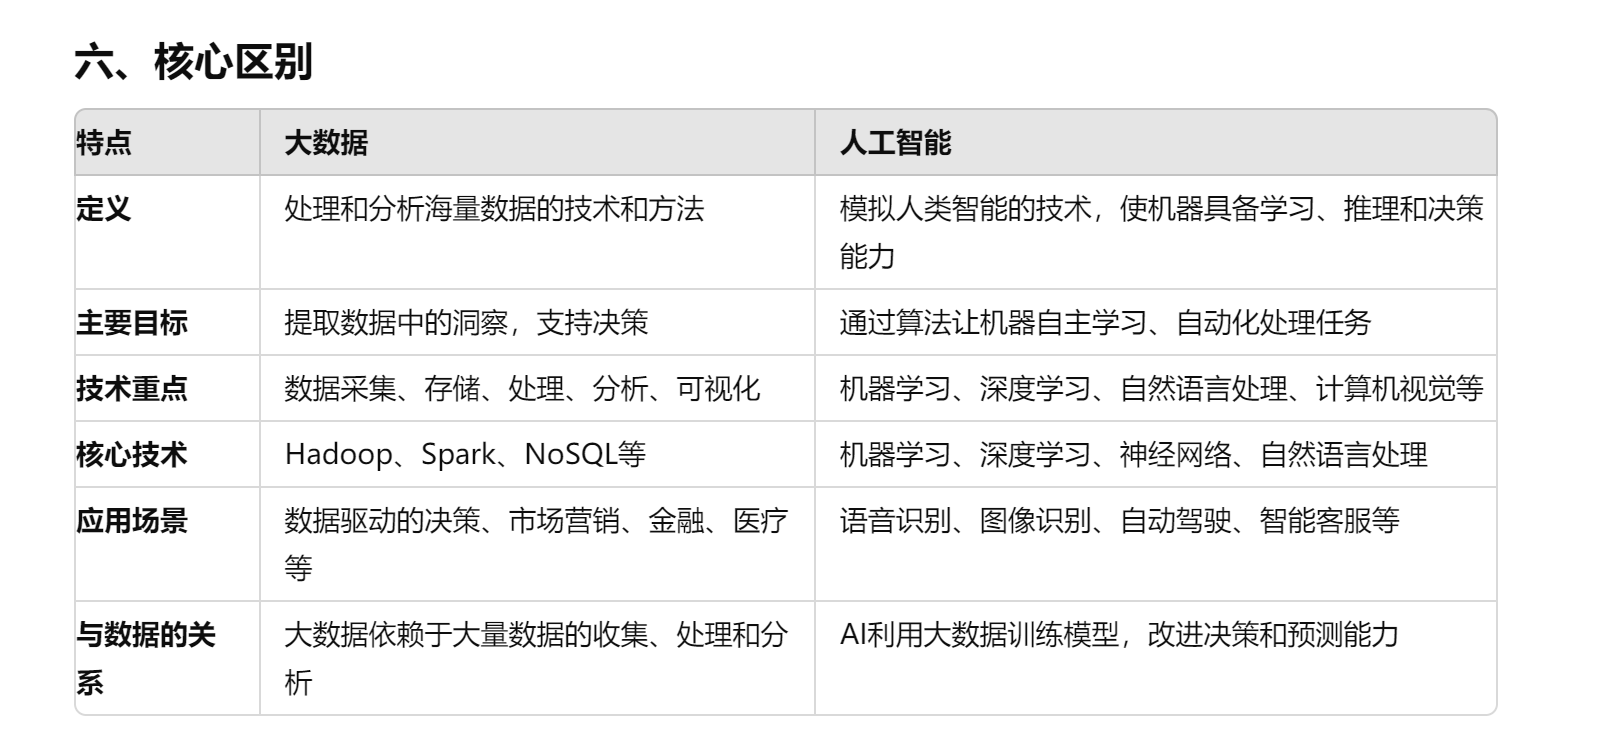 六、核心区别
特点 大数据 人工智能
定义 处理和分析海量数据的技术和方法 模拟人类智能的技术，使机器具备学习、推理和决策
能力
主要目标 提取数据中的洞察，支持决策 通过算法让机器自主学习、自动化处理任务
技术重点 数据采集、存储、处理、分析、可视化 机器学习、深度学习、自然语言处理、计算机视觉等
核心技术 Hadoop、Spark、NoSQL等 机器学习、深度学习、神经网络、自然语言处理
应用场景 数据驱动的决策、市场营销、金融、医疗 语音识别、图像识别、自动驾驶、智能客服等
等
与数据的关 大数据依赖于大量数据的收集、处理和分 AI利用大数据训练模型，改进决策和预测能力
系 析